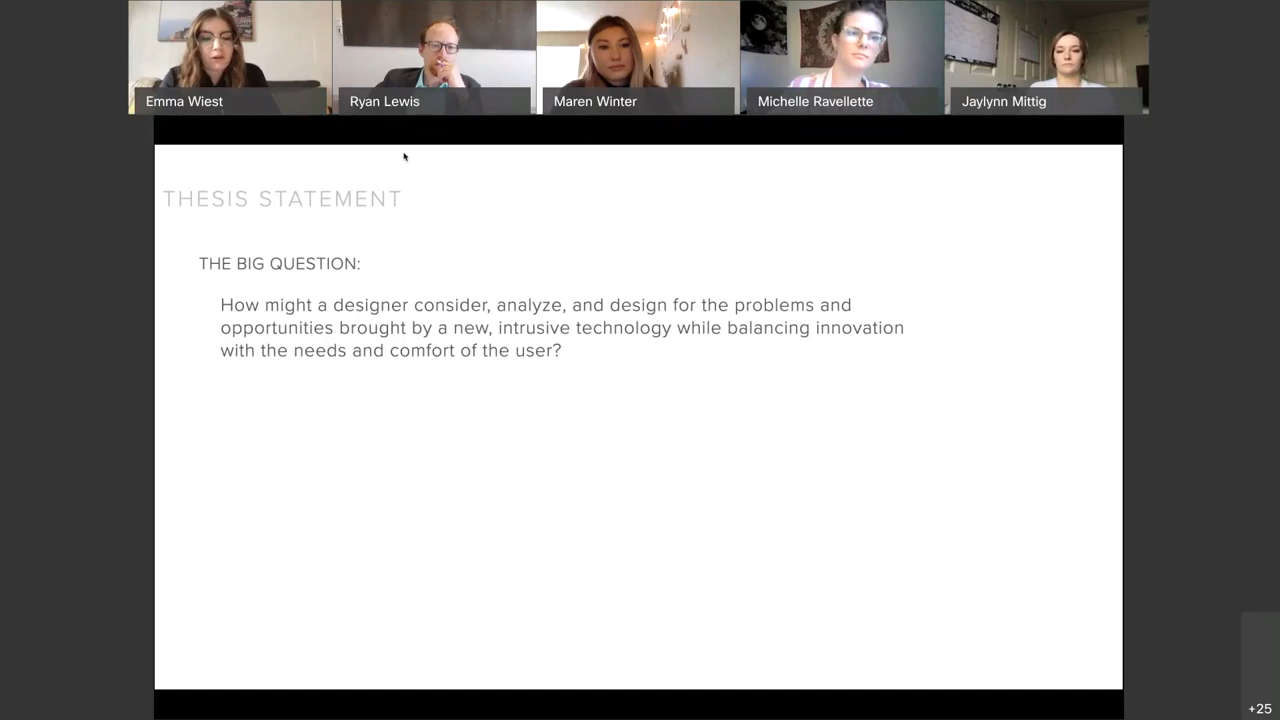 Emma Wiest
Ryan Lewis
Maren Winter
Michelle Ravellette
Jaylynn Mittig
THESIS STATEMENT
THE BIG QUESTION:
How might a designer consider, analyze, and design for the problems and
opportunities brought by a new, intrusive technology while balancing innovation
with the needs and comfort of the user?
+25